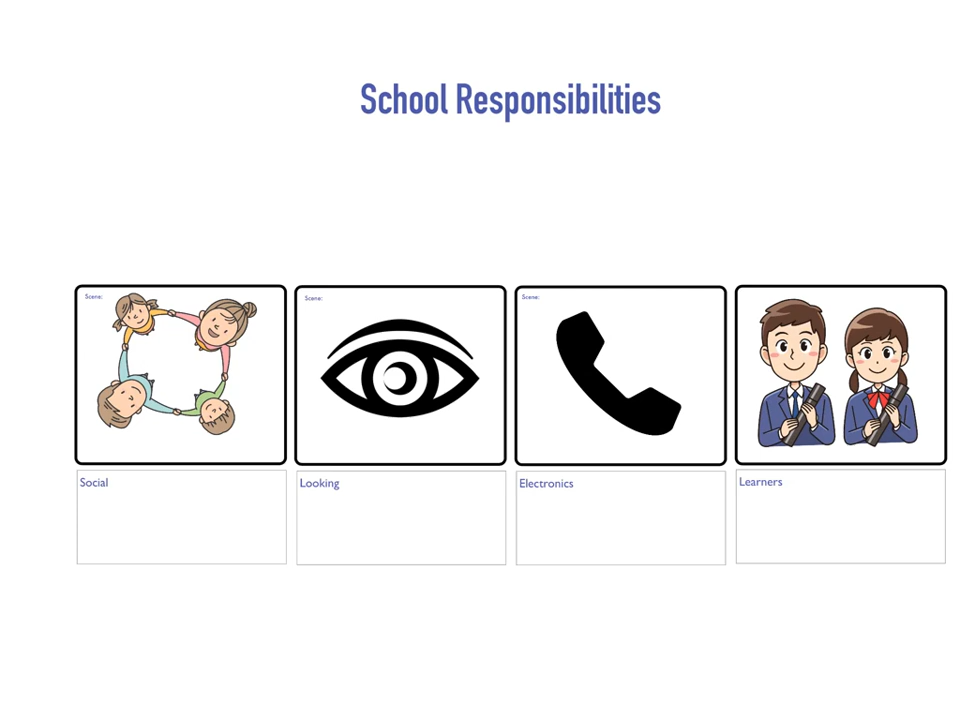 School Responsibilities
Scene:
Scene:
Scene:
Social
Looking
Electronics
Learners